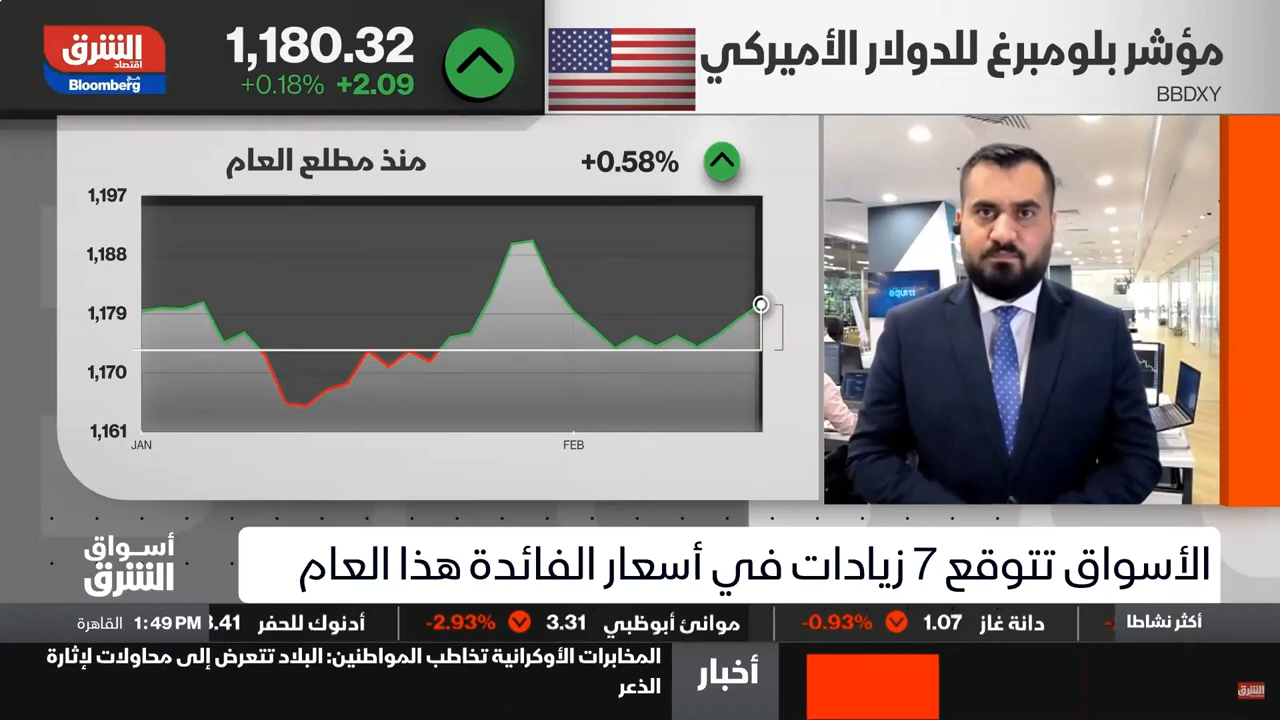 الشرق
اقتصاد
مع
Bloomberg
1,180.32
+0.18% +2.09
مؤشر بلومبرغ للدولار الأميركي
BBDXY
منذ مطلع العام
+0.58%
1,197
1,188
1,179
1,170
1,161
JAN
FEB
equiti
أسواق
الشرق
الأسواق تتوقع 7 زيادات في أسعار الفائدة هذا العام
أكثر نشاطا
دانة غاز 1.07 -0.93%
موانئ أبوظبي 3.31 -2.93%
أدنوك للحفر 3.41
1:49 PM القاهرة
أخبار
المخابرات الأوكرانية تخاطب المواطنين: البلاد تتعرض إلى محاولات لإثارة
الذعر
الشرق